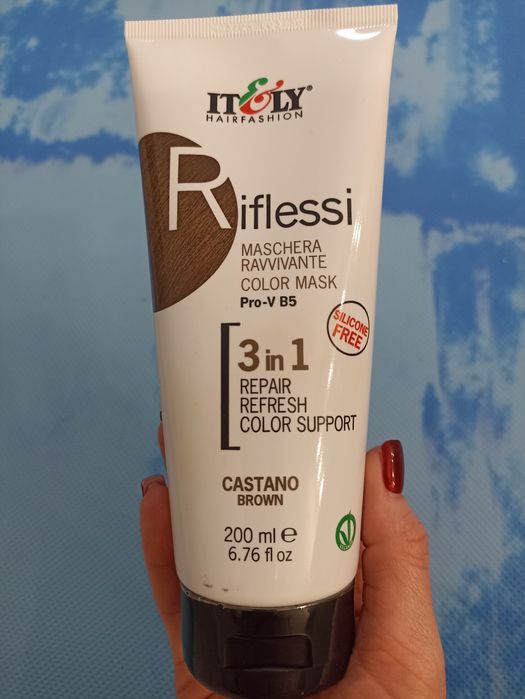 IT&LY®
HAIRFASHION
Riflessi
MASCHERA
RAVVIVANTE
COLOR MASK
Pro-V B5
SILICONE
FREE
3 in 1
REPAIR
REFRESH
COLOR SUPPORT
CASTANO
BROWN
200 ml e
6.76 fl oz